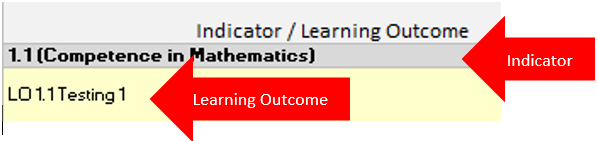 Indicator / Learning Outcome
1.1 (Competence in Mathematics)
Indicator
LO 1.1 Testing 1
Learning Outcome